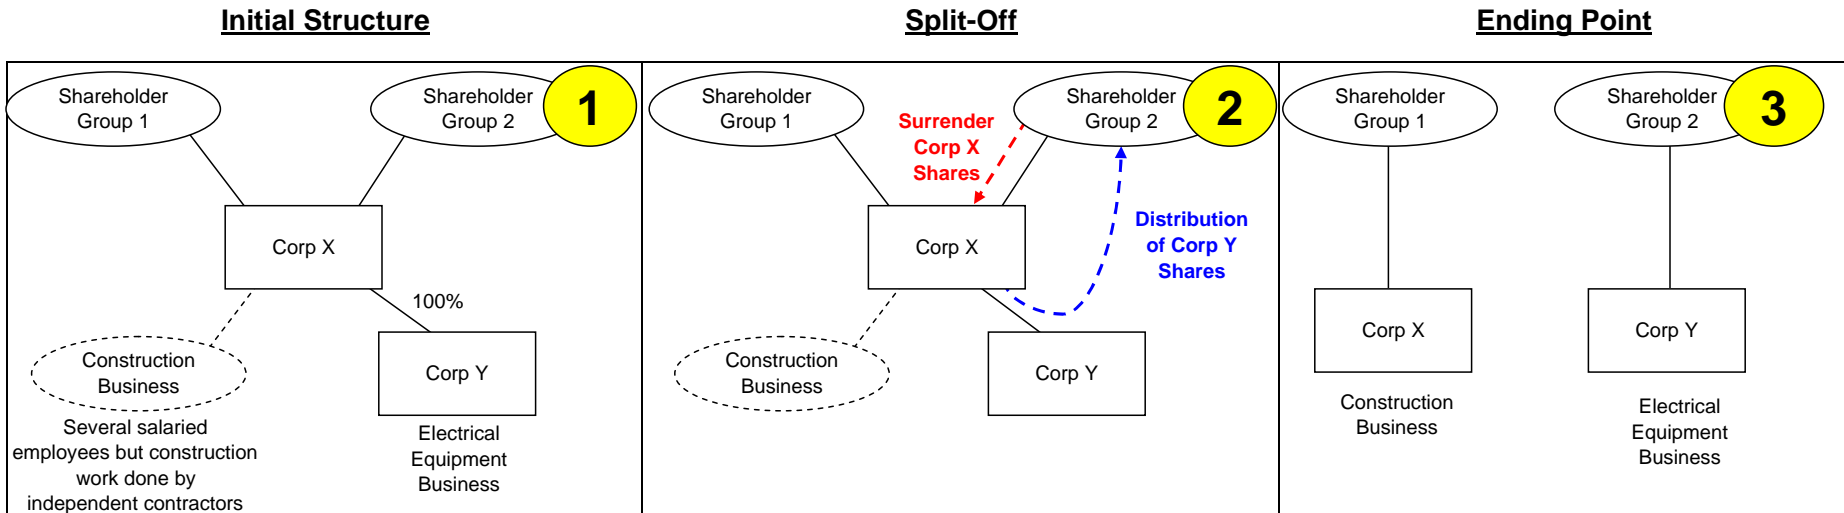 Initial Structure
Split-Off
Ending Point
Shareholder
Group 1
Shareholder
Group 2
1
Corp X
100%
Construction
Business
Corp Y
Several salaried
employees but construction
work done by
independent contractors
Electrical
Equipment
Business
Shareholder
Group 1
Shareholder
Group 2
2
Surrender
Corp X
Shares
Corp X
Distribution
of Corp Y
Shares
Construction
Business
Corp Y
Shareholder
Group 1
Shareholder
Group 2
3
Corp X
Corp Y
Construction
Business
Electrical
Equipment
Business